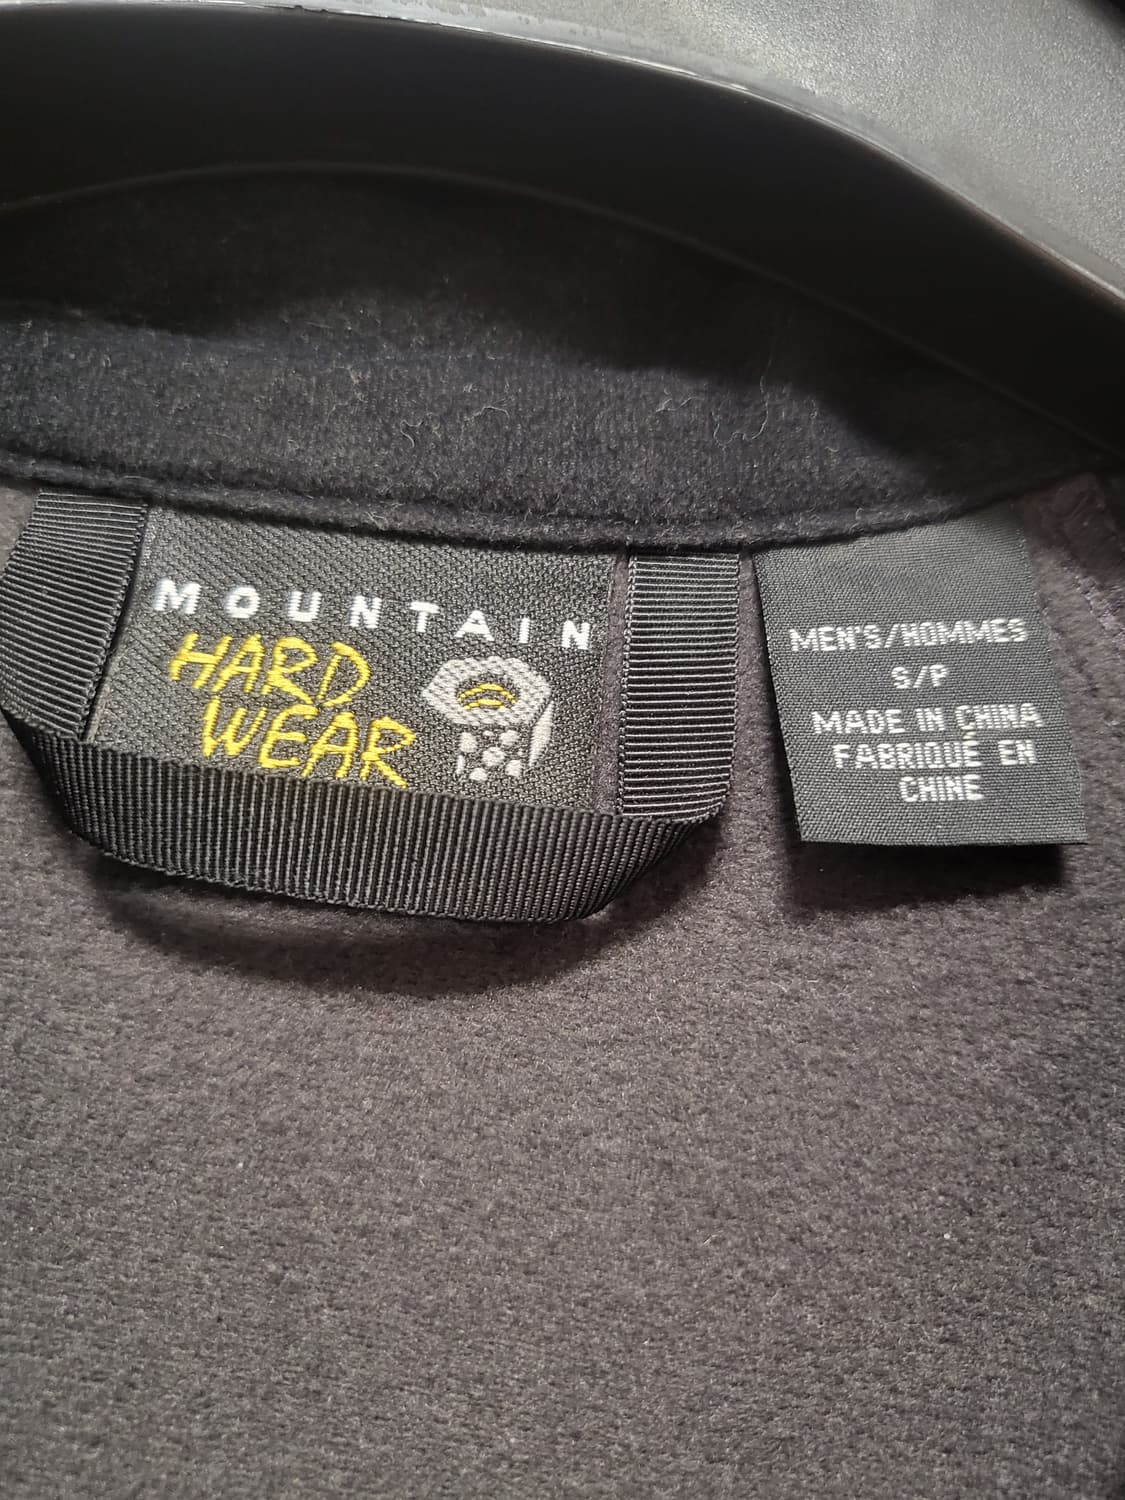 MOUNTAIN
HARD
WEAR
MEN'S/HOMMES
S/P
MADE IN CHINA
FABRIQUÉ EN
CHINE